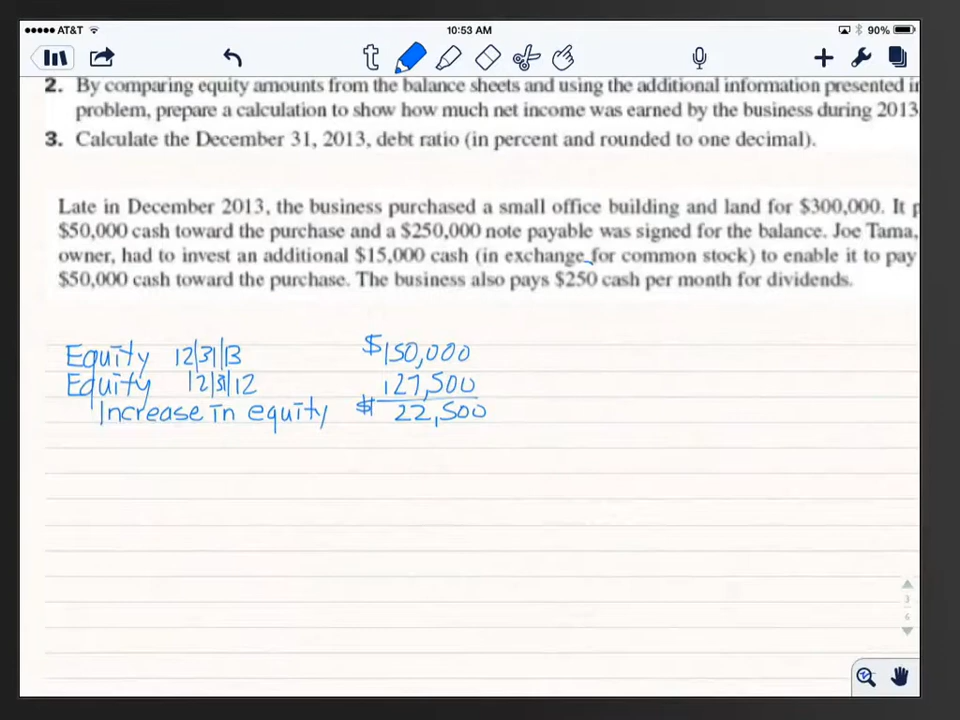 AT&T
10:53 AM
90%
t
2. By comparing equity amounts from the balance sheets and using the additional information presented in
problem, prepare a calculation to show how much net income was earned by the business during 2013
3. Calculate the December 31, 2013, debt ratio (in percent and rounded to one decimal).
Late in December 2013, the business purchased a small office building and land for $300,000. It
$50,000 cash toward the purchase and a $250,000 note payable was signed for the balance. Joe Tama,
owner, had to invest an additional $15,000 cash (in exchange for common stock) to enable it to pay
$50,000 cash toward the purchase. The business also pays $250 cash per month for dividends.
Equity 12|31|13 $150,000
Equity 12|31|12 127,500
Increase in equity $ 22,500
3
6